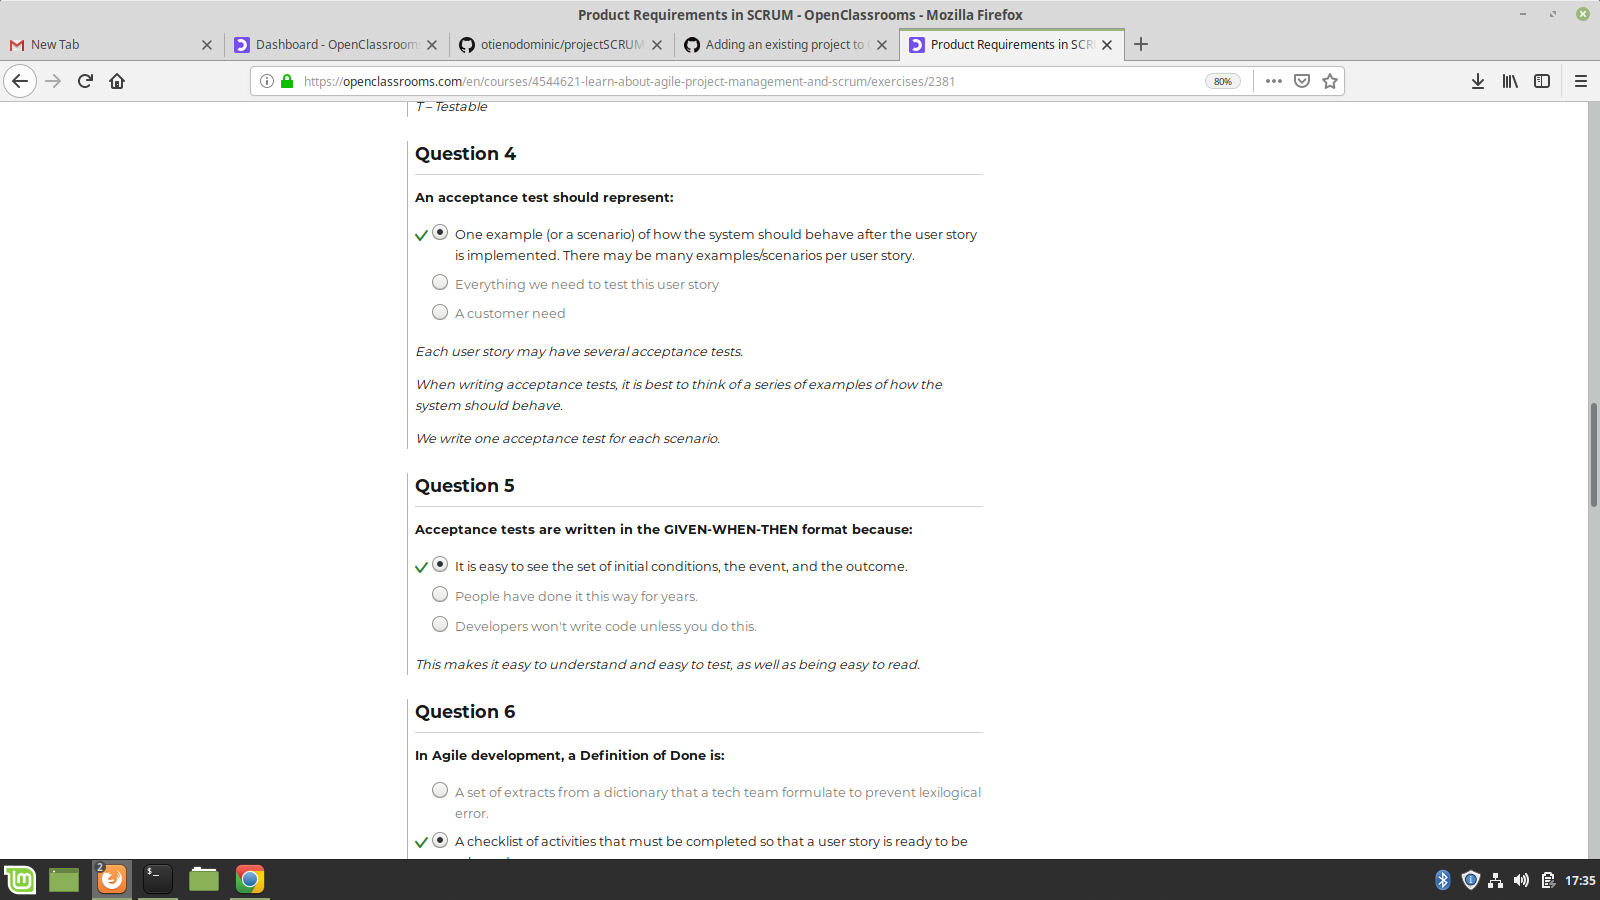 Product Requirements in SCRUM - OpenClassrooms - Mozilla Firefox
New Tab
Dashboard - OpenClassrooms
otienodominic/projectSCRUM
Adding an existing project to
Product Requirements in SCR
https://openclassrooms.com/en/courses/4544621-learn-about-agile-project-management-and-scrum/exercises/2381
80%
T – Testable
Question 4
An acceptance test should represent:
One example (or a scenario) of how the system should behave after the user story
is implemented. There may be many examples/scenarios per user story.
Everything we need to test this user story
A customer need
Each user story may have several acceptance tests.
When writing acceptance tests, it is best to think of a series of examples of how the
system should behave.
We write one acceptance test for each scenario.
Question 5
Acceptance tests are written in the GIVEN-WHEN-THEN format because:
It is easy to see the set of initial conditions, the event, and the outcome.
People have done it this way for years.
Developers won't write code unless you do this.
This makes it easy to understand and easy to test, as well as being easy to read.
Question 6
In Agile development, a Definition of Done is:
A set of extracts from a dictionary that a tech team formulate to prevent lexilogical
error.
A checklist of activities that must be completed so that a user story is ready to be
2
$_
17:35